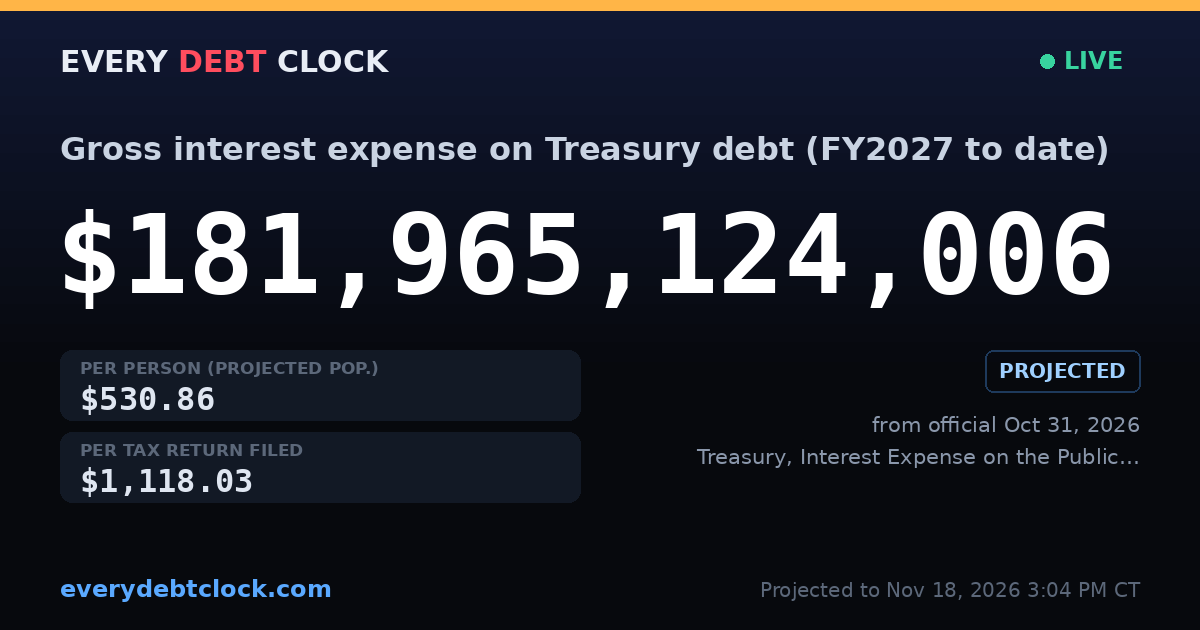 EVERY DEBT CLOCK
LIVE
Gross interest expense on Treasury debt (FY2027 to date)
$181,965,124,006
PER PERSON (PROJECTED POP.)
$530.86
PER TAX RETURN FILED
$1,118.03
PROJECTED
from official Oct 31, 2026
Treasury, Interest Expense on the Public…
everydebtclock.com
Projected to Nov 18, 2026 3:04 PM CT